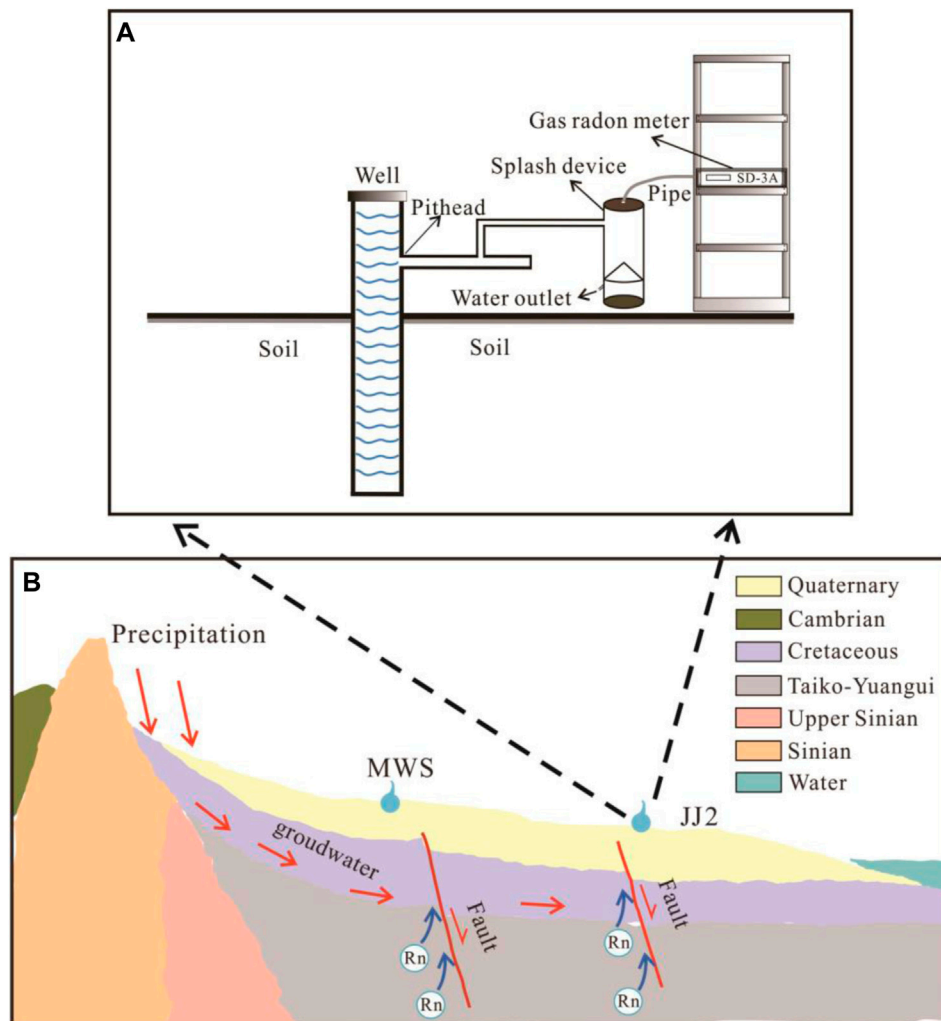 A
Gas radon meter
Splash device
SD-3A
Well
Pipe
Pithead
Water outlet
Soil
Soil
B
Quaternary
Cambrian
Cretaceous
Taiko-Yuangui
Upper Sinian
Sinian
Water
Precipitation
MWS
JJ2
groudwater
Fault
Fault
Rn
Rn
Rn
Rn